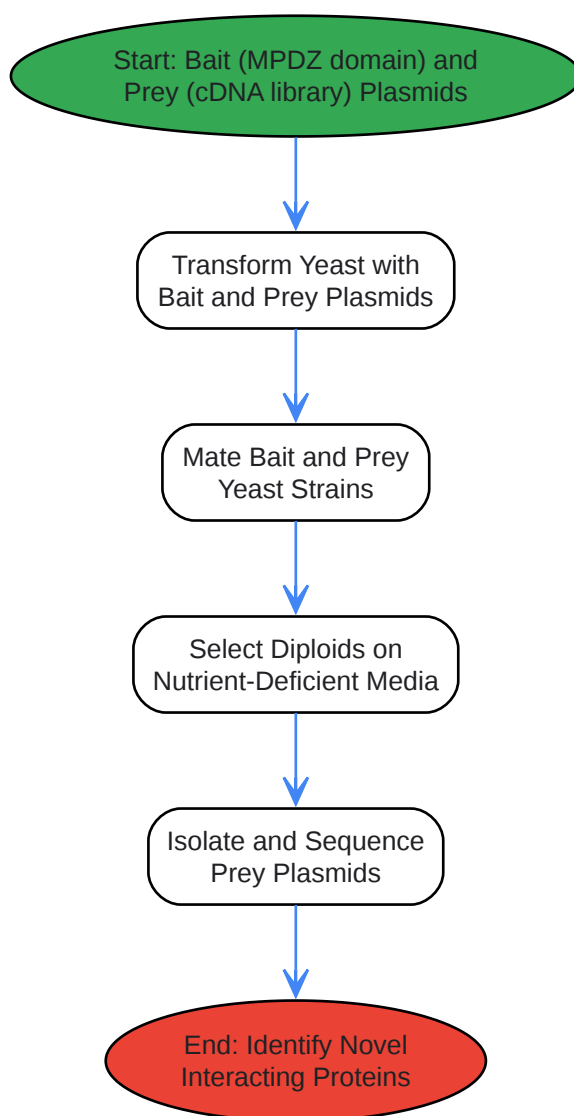 Start: Bait (MPDZ domain) and
Prey (cDNA library) Plasmids
Transform Yeast with
Bait and Prey Plasmids
Mate Bait and Prey
Yeast Strains
Select Diploids on
Nutrient-Deficient Media
Isolate and Sequence
Prey Plasmids
End: Identify Novel
Interacting Proteins